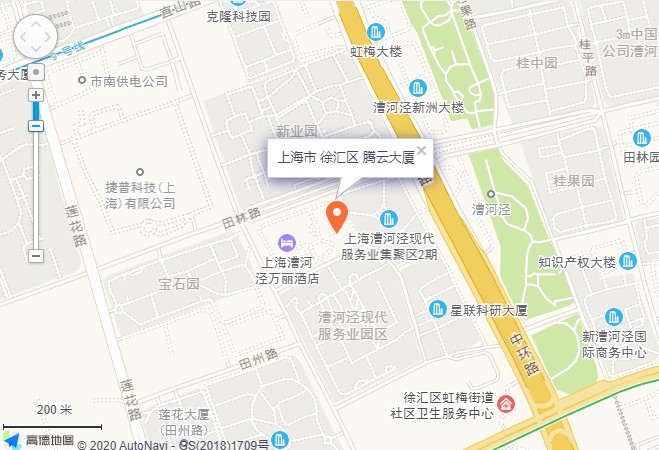 宜山路
克隆科技园
果路
3m中国
公司漕河
虹梅大楼
桂中园
桂平路
号线
务大厦
市南供电公司
漕河泾新洲大楼
新业园
上海市 徐汇区 腾云大厦
田林园
捷普科技(上
海)有限公司
桂果园
路
莲花路
田林路
漕河泾
上海漕河泾现代
服务业集聚区2期
上海漕河
泾万丽酒店
知识产权大楼
宝石园
漕河泾现代
服务业园区
星联科研大厦
中环路
新漕河泾国
际商务中心
田州路
莲花路
徐汇区虹梅街道
社区卫生服务中心
200 米
莲花大厦
(田州路)
高德地图
© 2020 AutoNavi - GS(2018)1709号